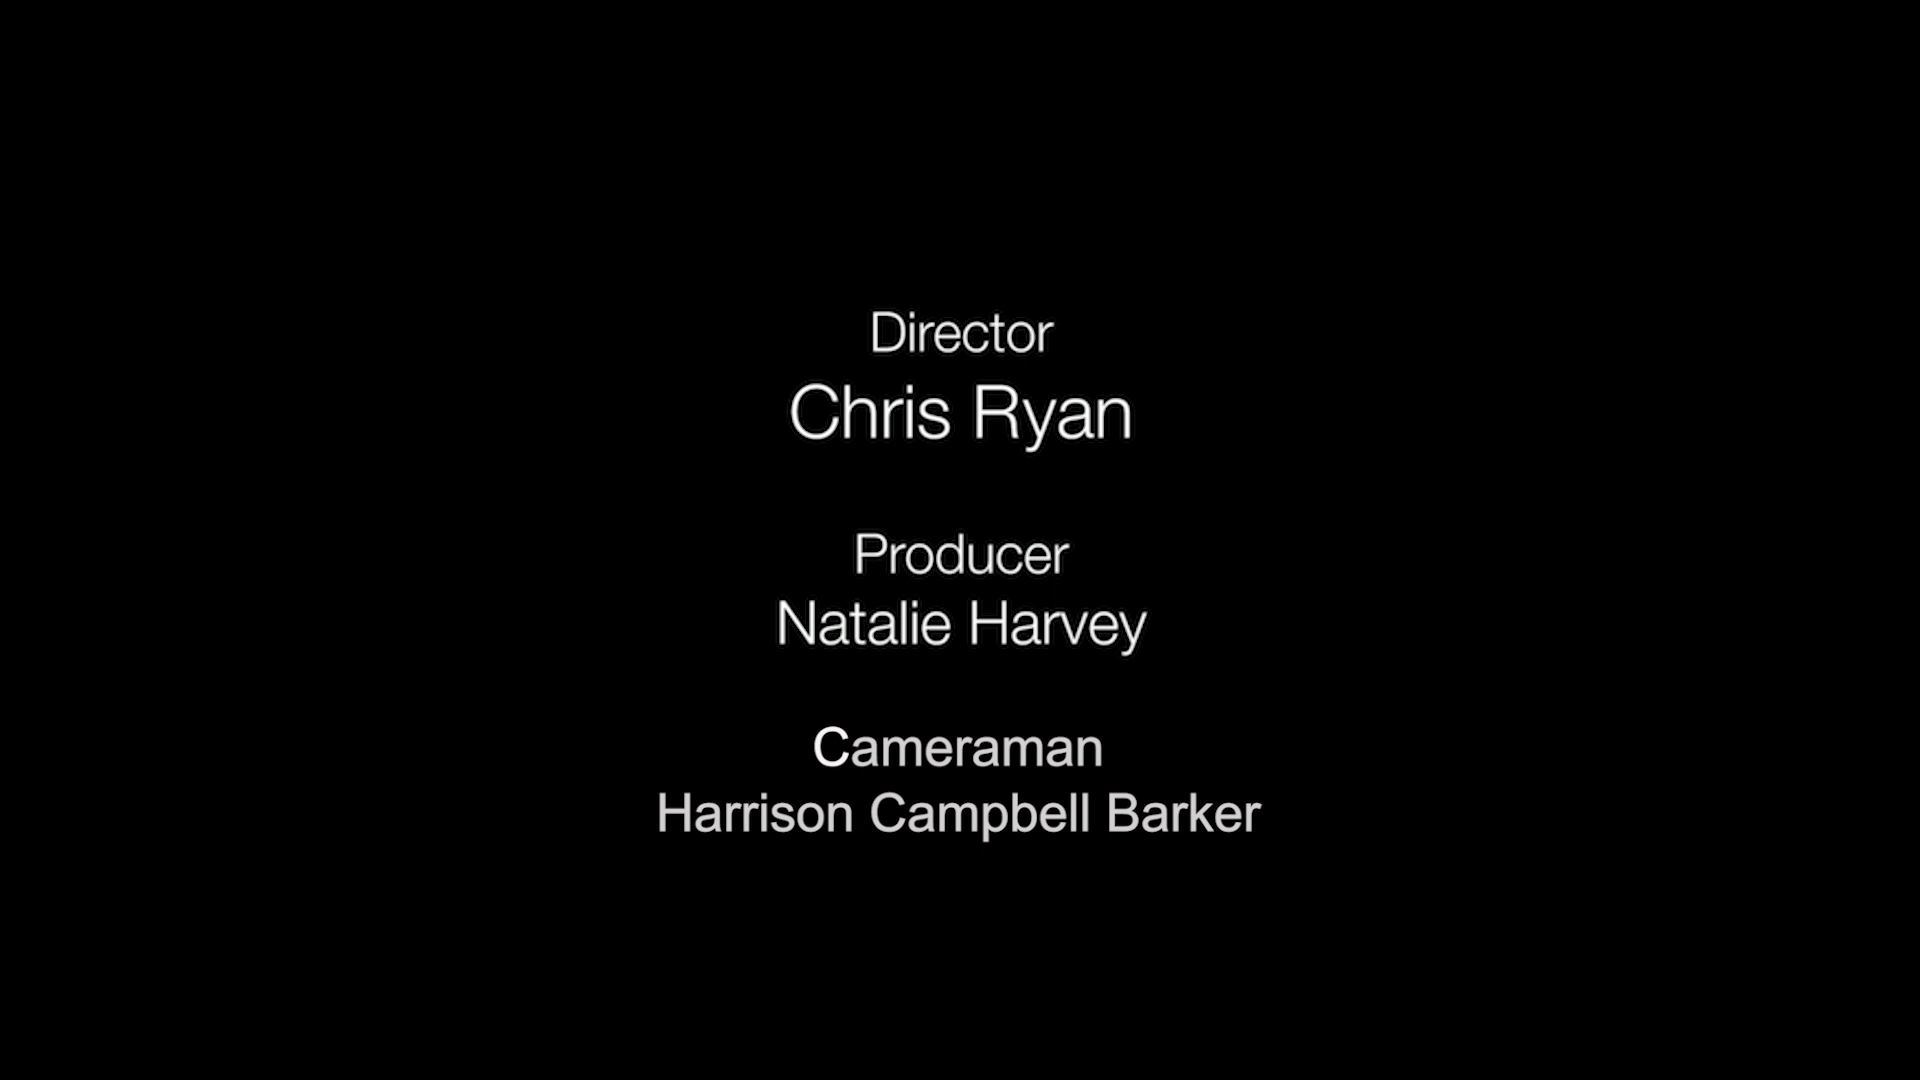 Director
Chris Ryan
Producer
Natalie Harvey
Cameraman
Harrison Campbell Barker